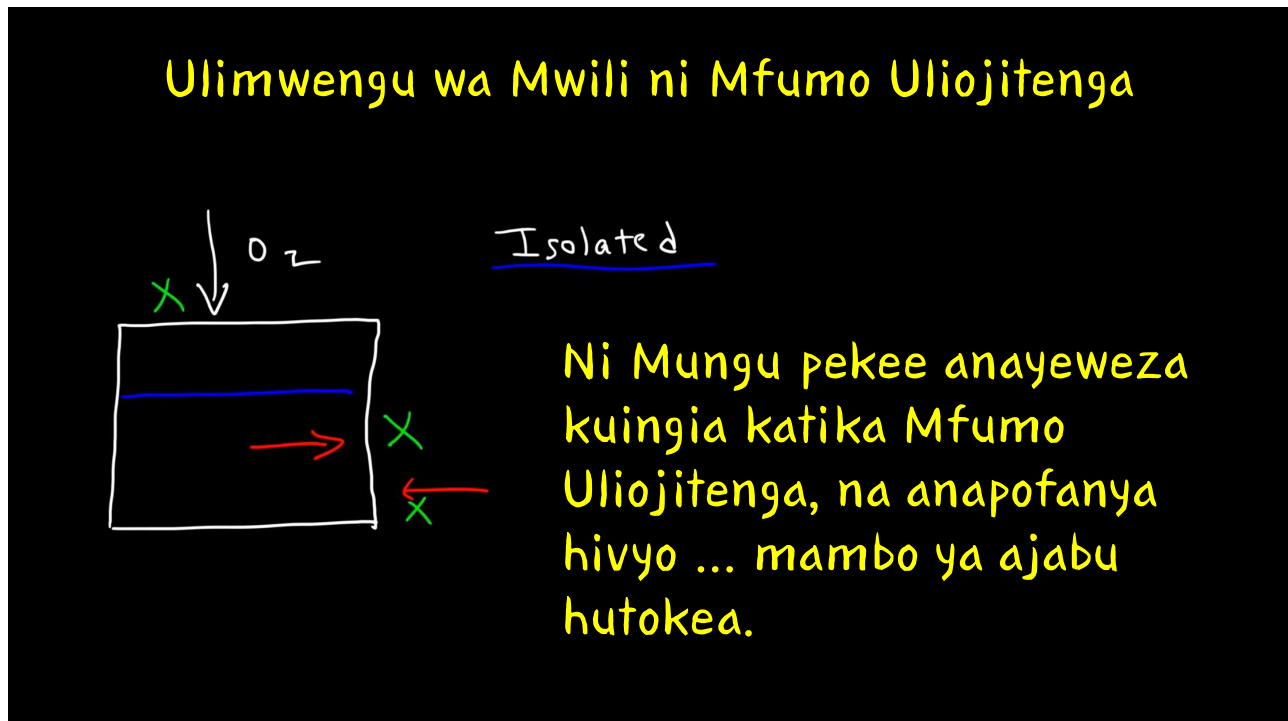 Ulimwengu wa Mwili ni Mfumo Uliojitenga
O2
Isolated
X
X
X
Ni Mungu pekee anayeweza
kuingia katika Mfumo
Uliojitenga, na anapofanya
hivyo ... mambo ya ajabu
hutokea.